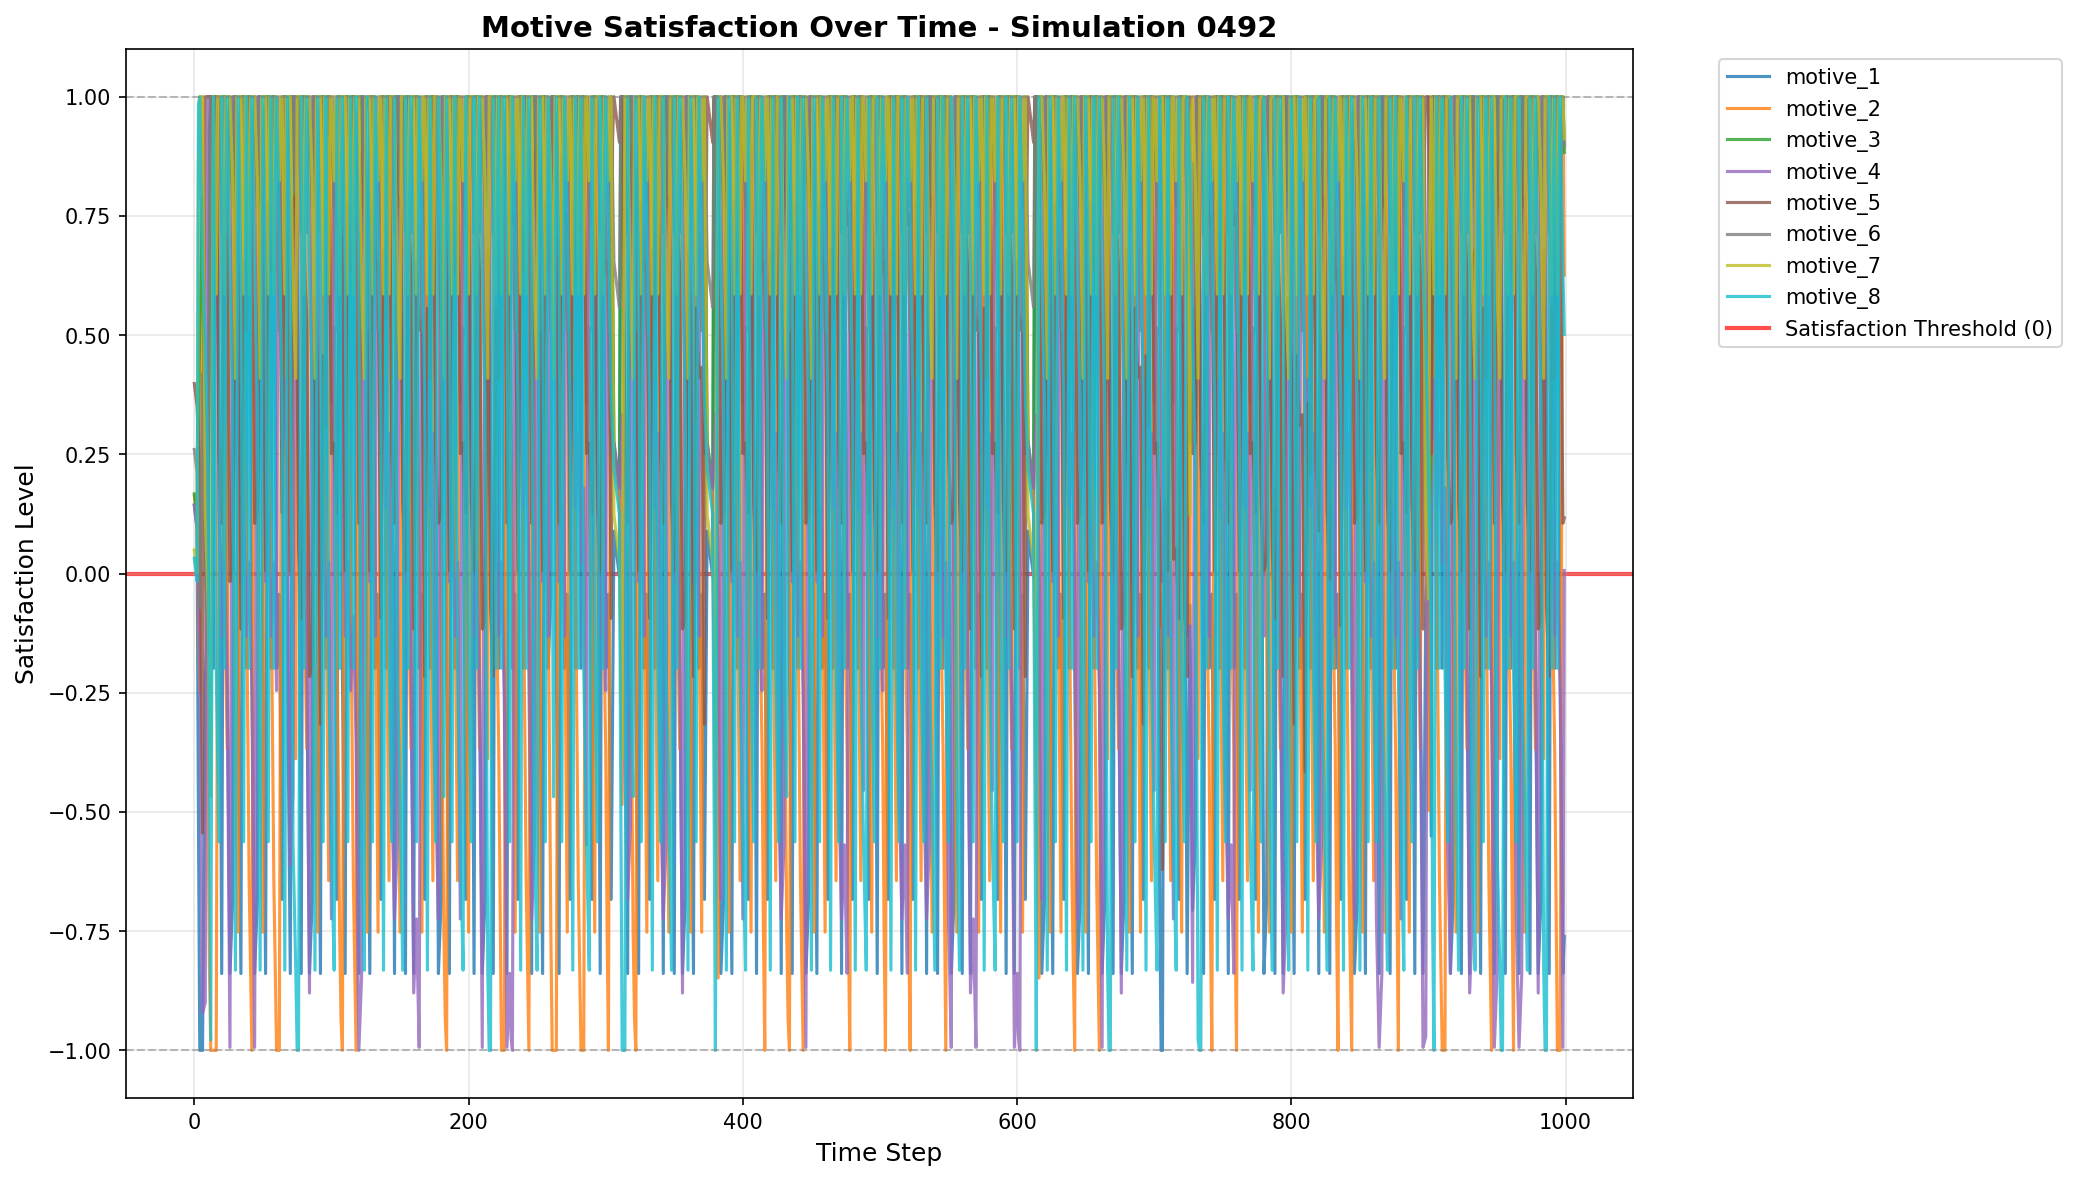 Motive Satisfaction Over Time - Simulation 0492
Satisfaction Level
1.00
0.75
0.50
0.25
0.00
−0.25
−0.50
−0.75
−1.00
0
200
400
600
800
1000
Time Step
motive_1
motive_2
motive_3
motive_4
motive_5
motive_6
motive_7
motive_8
Satisfaction Threshold (0)